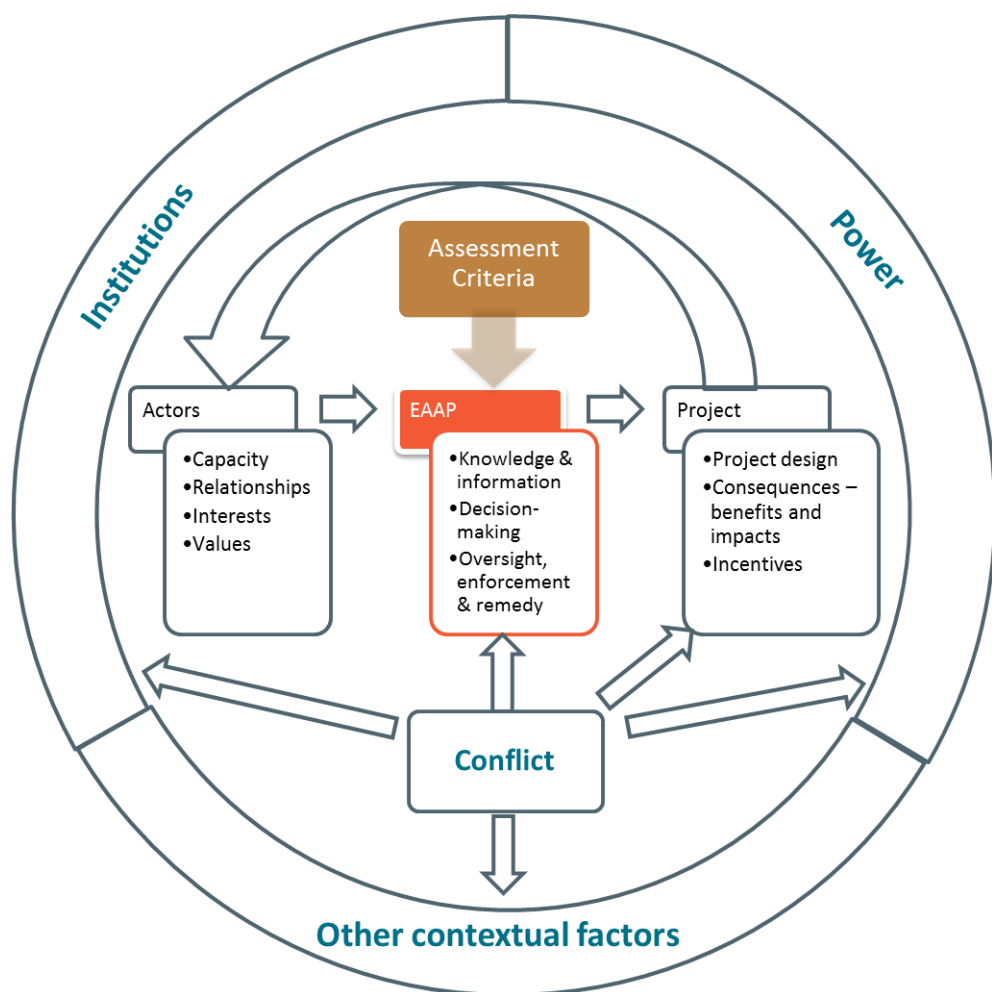 Institutions
Power
Assessment
Criteria
Actors
•Capacity
•Relationships
•Interests
•Values
EAAP
•Knowledge &
information
•Decision-
making
•Oversight,
enforcement
& remedy
Project
•Project design
•Consequences –
benefits and
impacts
•Incentives
Conflict
Other contextual factors